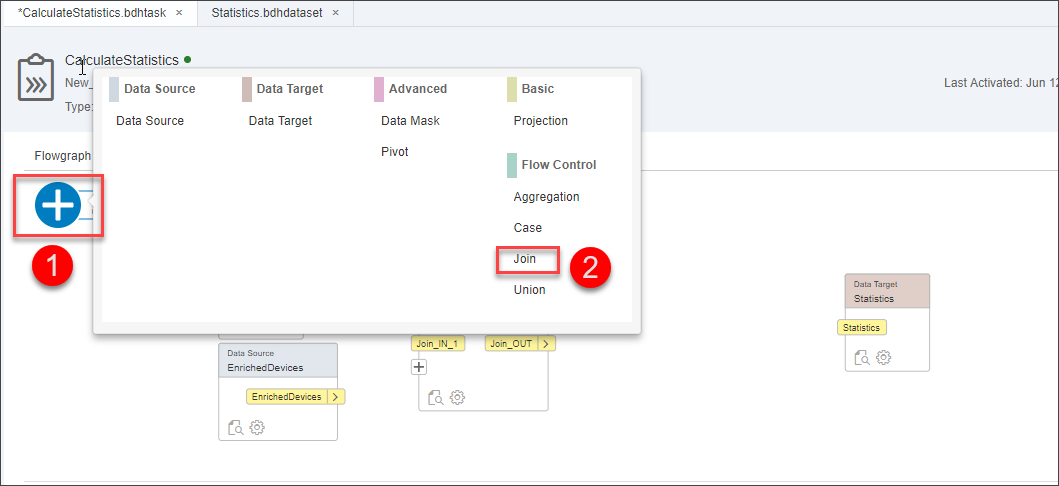 *CalculateStatistics.bdhtask ×
Statistics.bdhdataset ×
CalculateStatistics
New_
Type:
Last Activated: Jun 12
Data Source
Data Source
Data Target
Data Target
Advanced
Data Mask
Pivot
Basic
Projection
Flow Control
Aggregation
Case
Join
Union
Flowgraph
1
2
Join_IN_1
Join_OUT
Data Source
EnrichedDevices
EnrichedDevices
Data Target
Statistics
Statistics